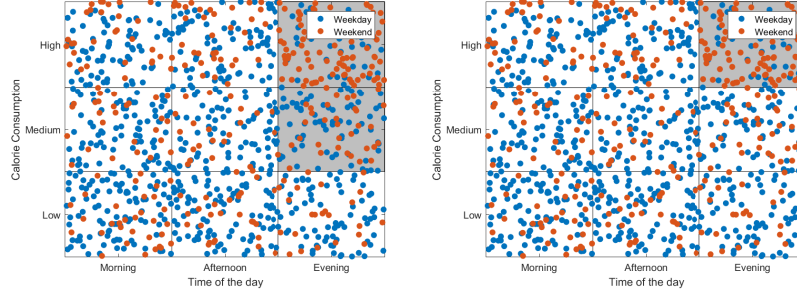 Weekday
Weekend
High
Medium
Low
Calorie Consumption
Morning
Afternoon
Evening
Time of the day
Weekday
Weekend
High
Medium
Low
Calorie Consumption
Morning
Afternoon
Evening
Time of the day